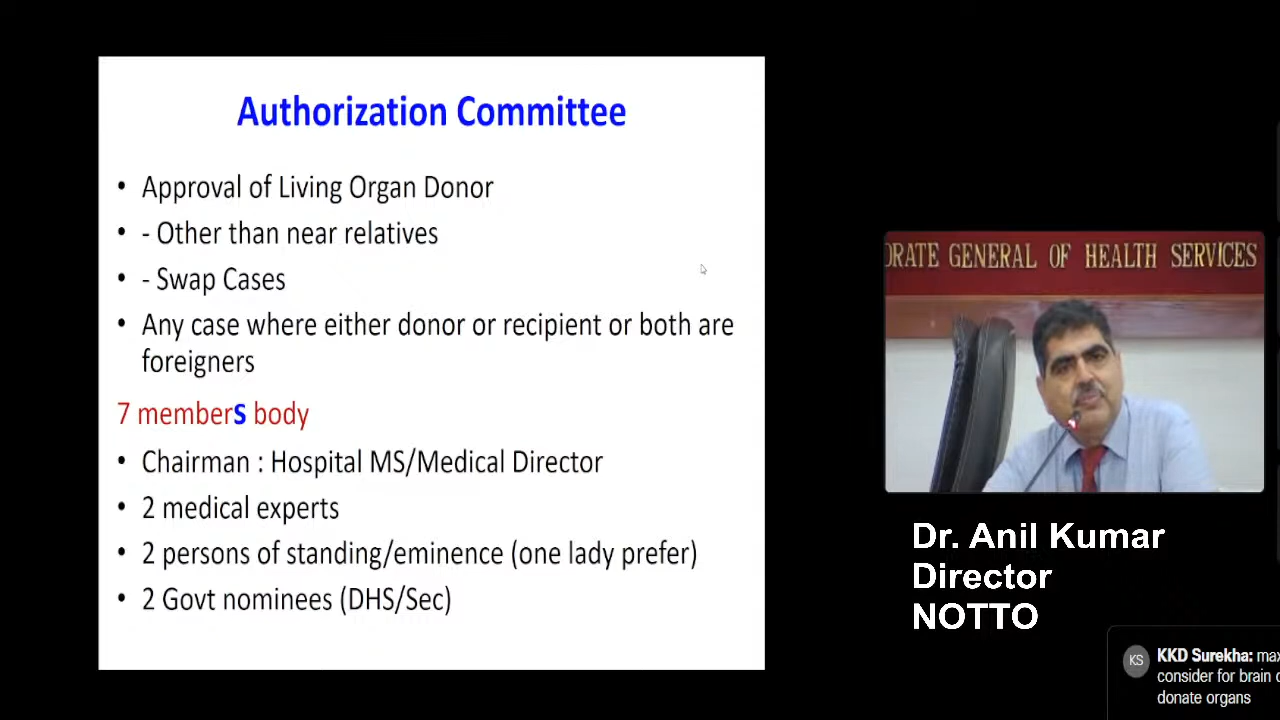 Authorization Committee
• Approval of Living Organ Donor
• - Other than near relatives
• - Swap Cases
• Any case where either donor or recipient or both are
foreigners
7 memberS body
• Chairman : Hospital MS/Medical Director
• 2 medical experts
• 2 persons of standing/eminence (one lady prefer)
• 2 Govt nominees (DHS/Sec)
GENERAL OF HEALTH SERVICES
Dr. Anil Kumar
Director
NOTTO
KS
KKD Surekha:
consider for brain
donate organs